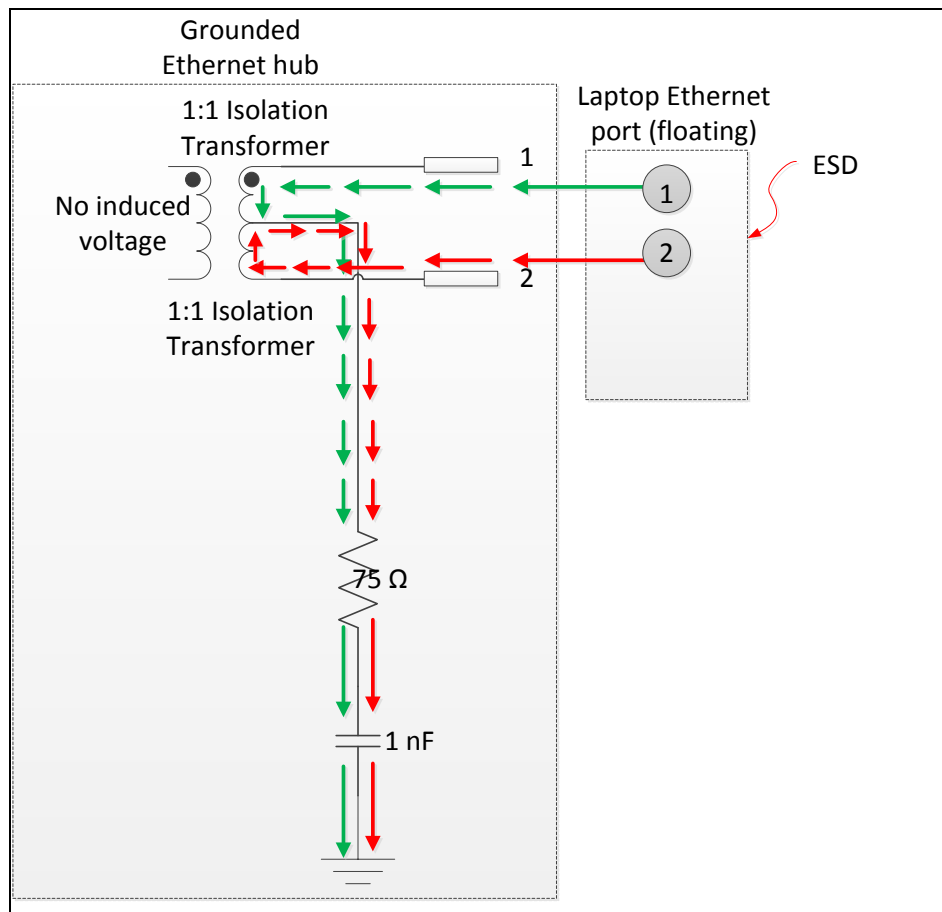 Grounded
Ethernet hub
1:1 Isolation
Transformer
Laptop Ethernet
port (floating)
1
1
ESD
No induced
voltage
2
2
1:1 Isolation
Transformer
75 Ω
1 nF